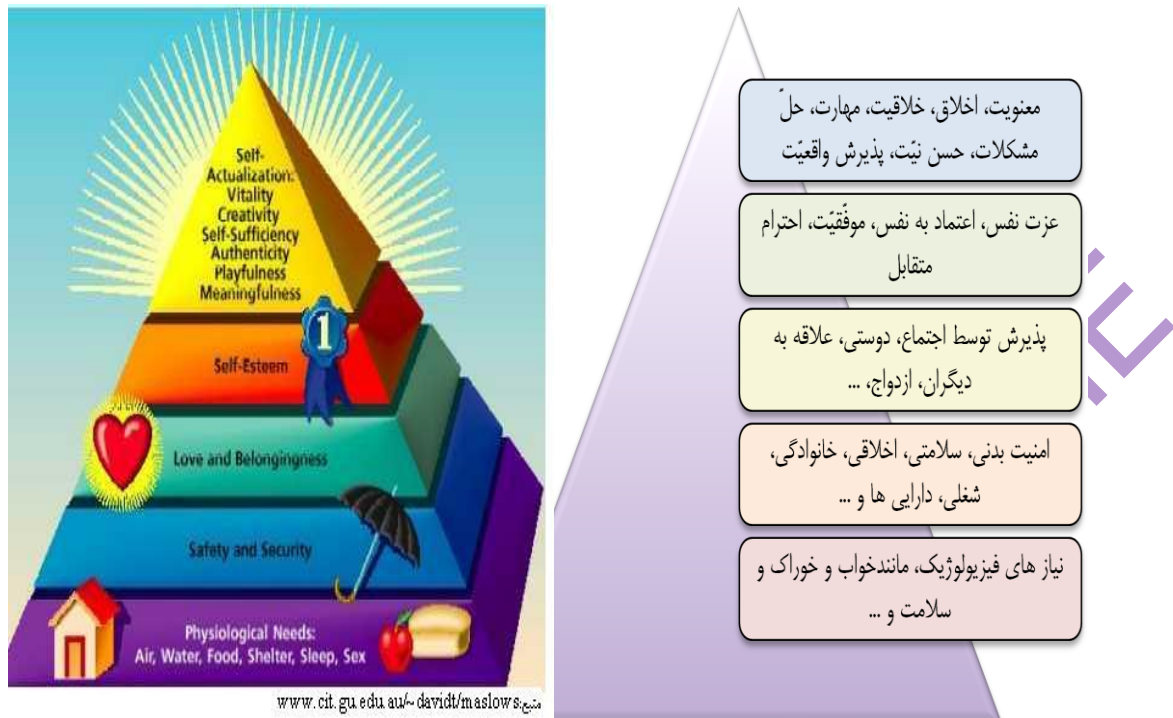 Self-
Actualization:
Vitality
Creativity
Self-Sufficiency
Authenticity
Playfulness
Meaningfulness
1
Self-Esteem
Love and Belongingness
Safety and Security
Physiological Needs:
Air, Water, Food, Shelter, Sleep, Sex
منبع:www.cit.gu.edu.au/~davidt/maslows
معنویت، اخلاق، خلاقیت، مهارت، حلّ
مشکلات، حسن نیّت، پذیرش واقعیّت
عزت نفس، اعتماد به نفس، موفّقیّت، احترام
متقابل
پذیرش توسط اجتماع، دوستی، علاقه به
دیگران، ازدواج، ...
امنیت بدنی، سلامتی، اخلاقی، خانوادگی،
شغلی، دارایی ها و ...
نیاز های فیزیولوژیک، مانندخواب و خوراک و
سلامت و ...